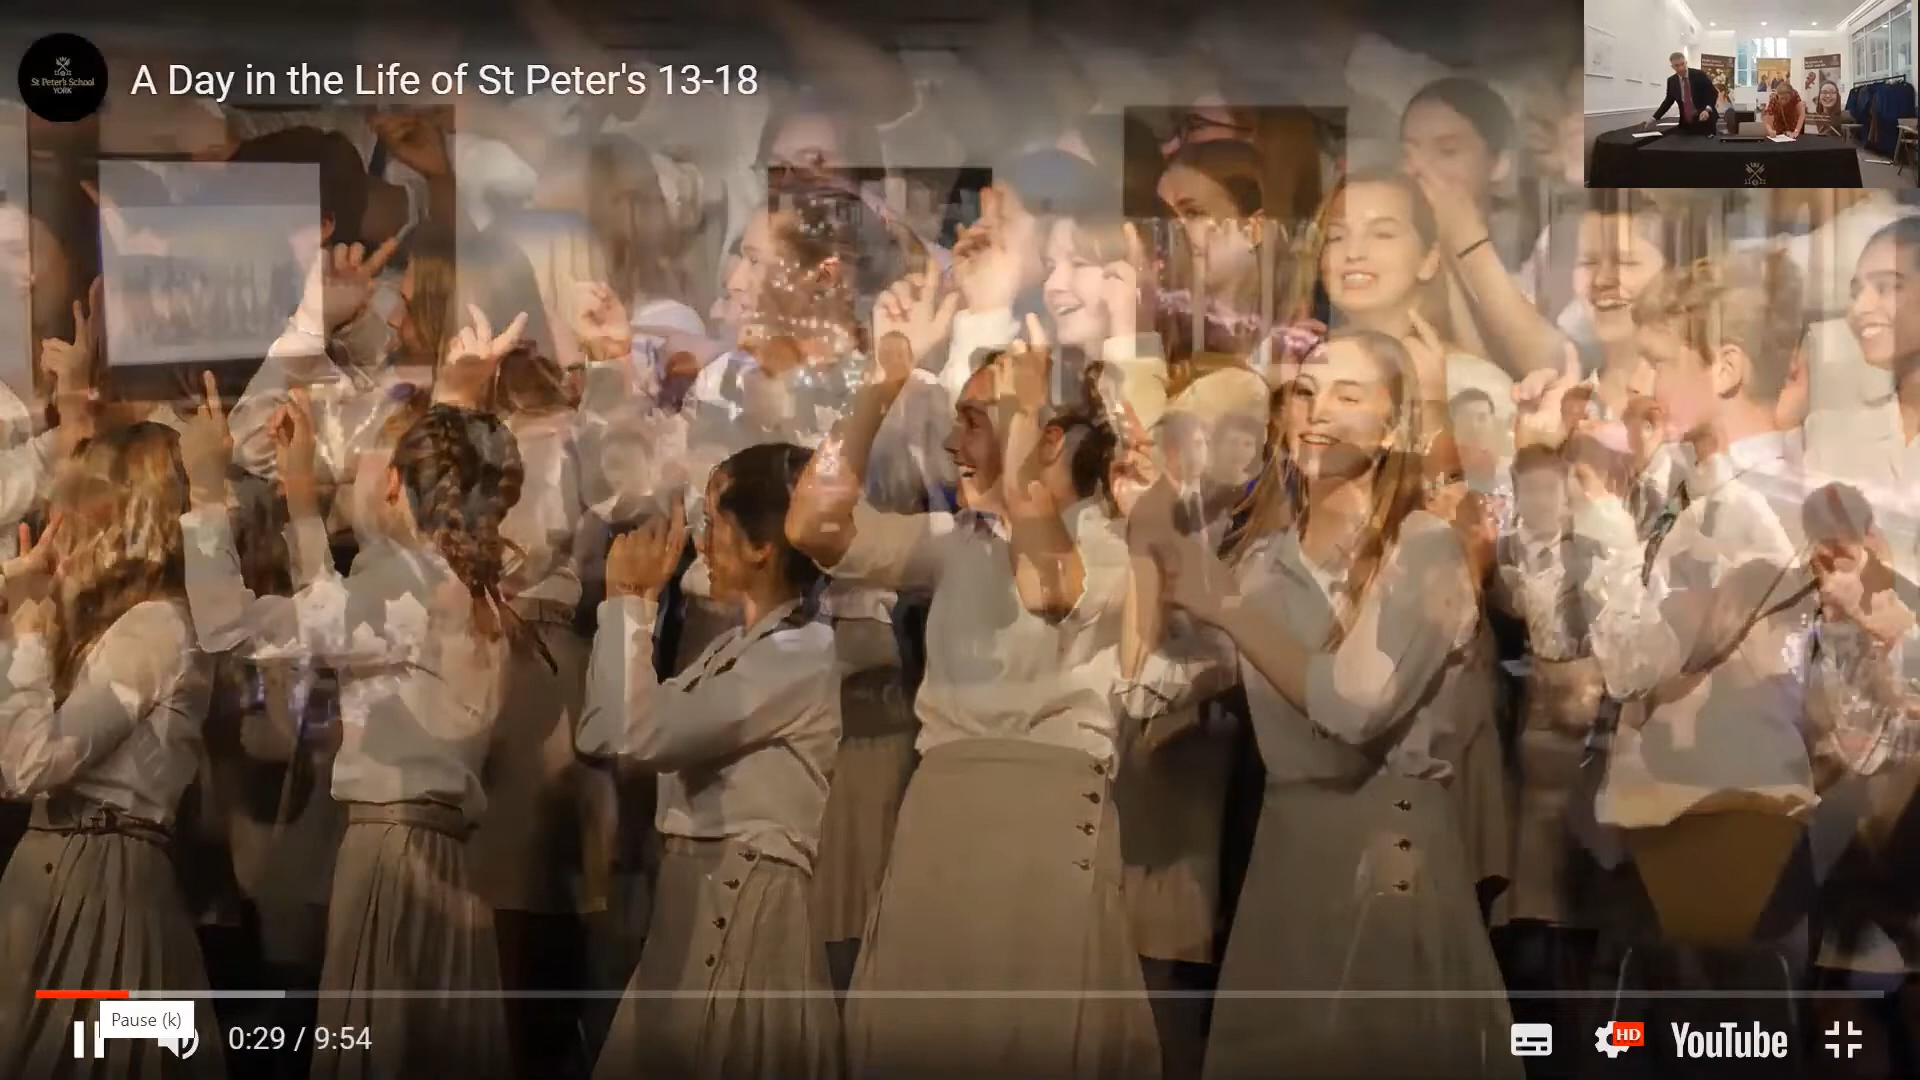 St Peter's School
YORK
A Day in the Life of St Peter's 13-18
Pause (k)
0:29 / 9:54
HD
YouTube